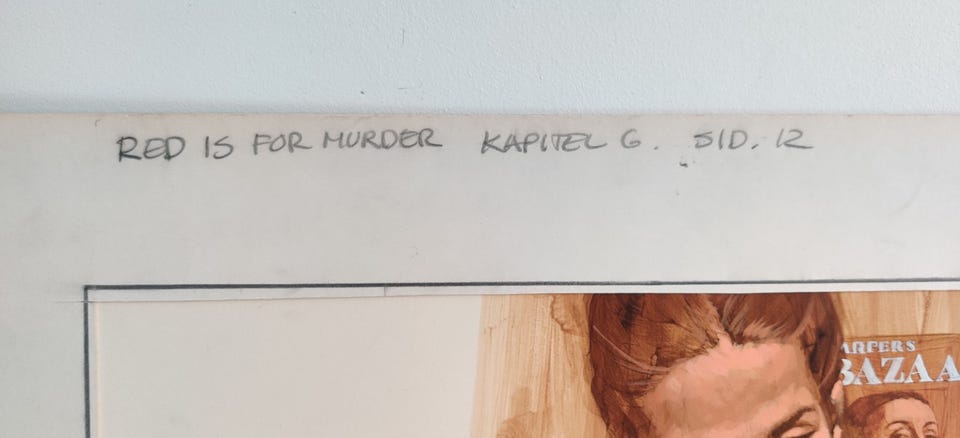 RED IS FOR MURDER KAPITEL 6. SID. 12
ARPERS
BAZAA